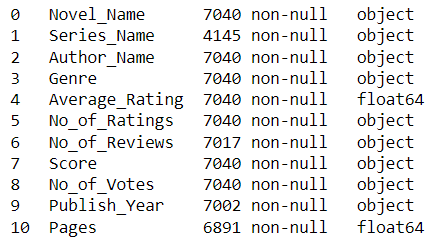 0 Novel_Name 7040 non-null object
1 Series_Name 4145 non-null object
2 Author_Name 7040 non-null object
3 Genre 7040 non-null object
4 Average_Rating 7040 non-null float64
5 No_of_Ratings 7040 non-null object
6 No_of_Reviews 7017 non-null object
7 Score 7040 non-null object
8 No_of_Votes 7040 non-null object
9 Publish_Year 7002 non-null object
10 Pages 6891 non-null float64